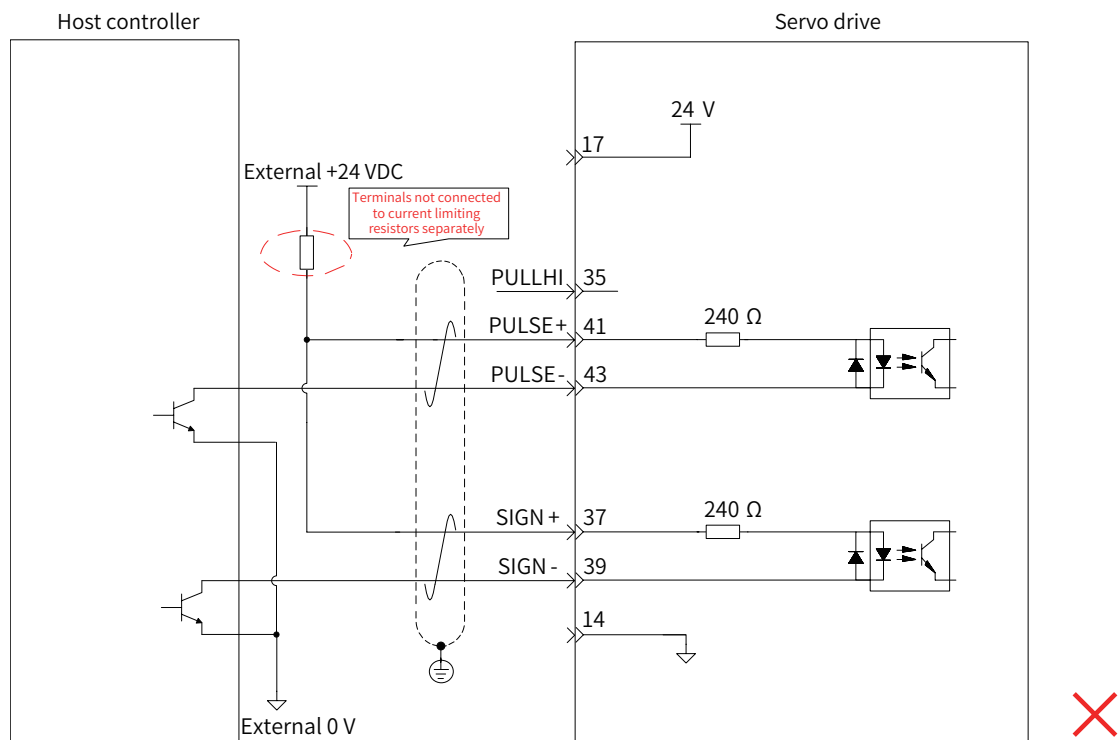 Host controller
Servo drive
24 V
17
External +24 VDC
Terminals not connected
to current limiting
resistors separately
PULLHI
35
PULSE+
41
240 Ω
PULSE-
43
SIGN +
37
240 Ω
SIGN -
39
14
External 0 V